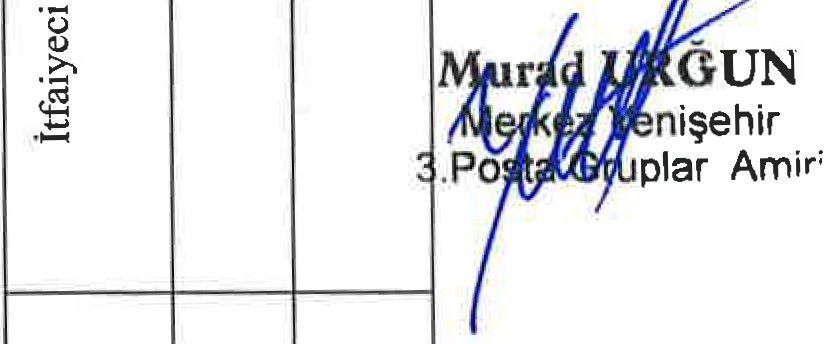 İtfaiyeci
Murad URĞUN
Merkez Yenişehir
3.Posta Gruplar Amiri